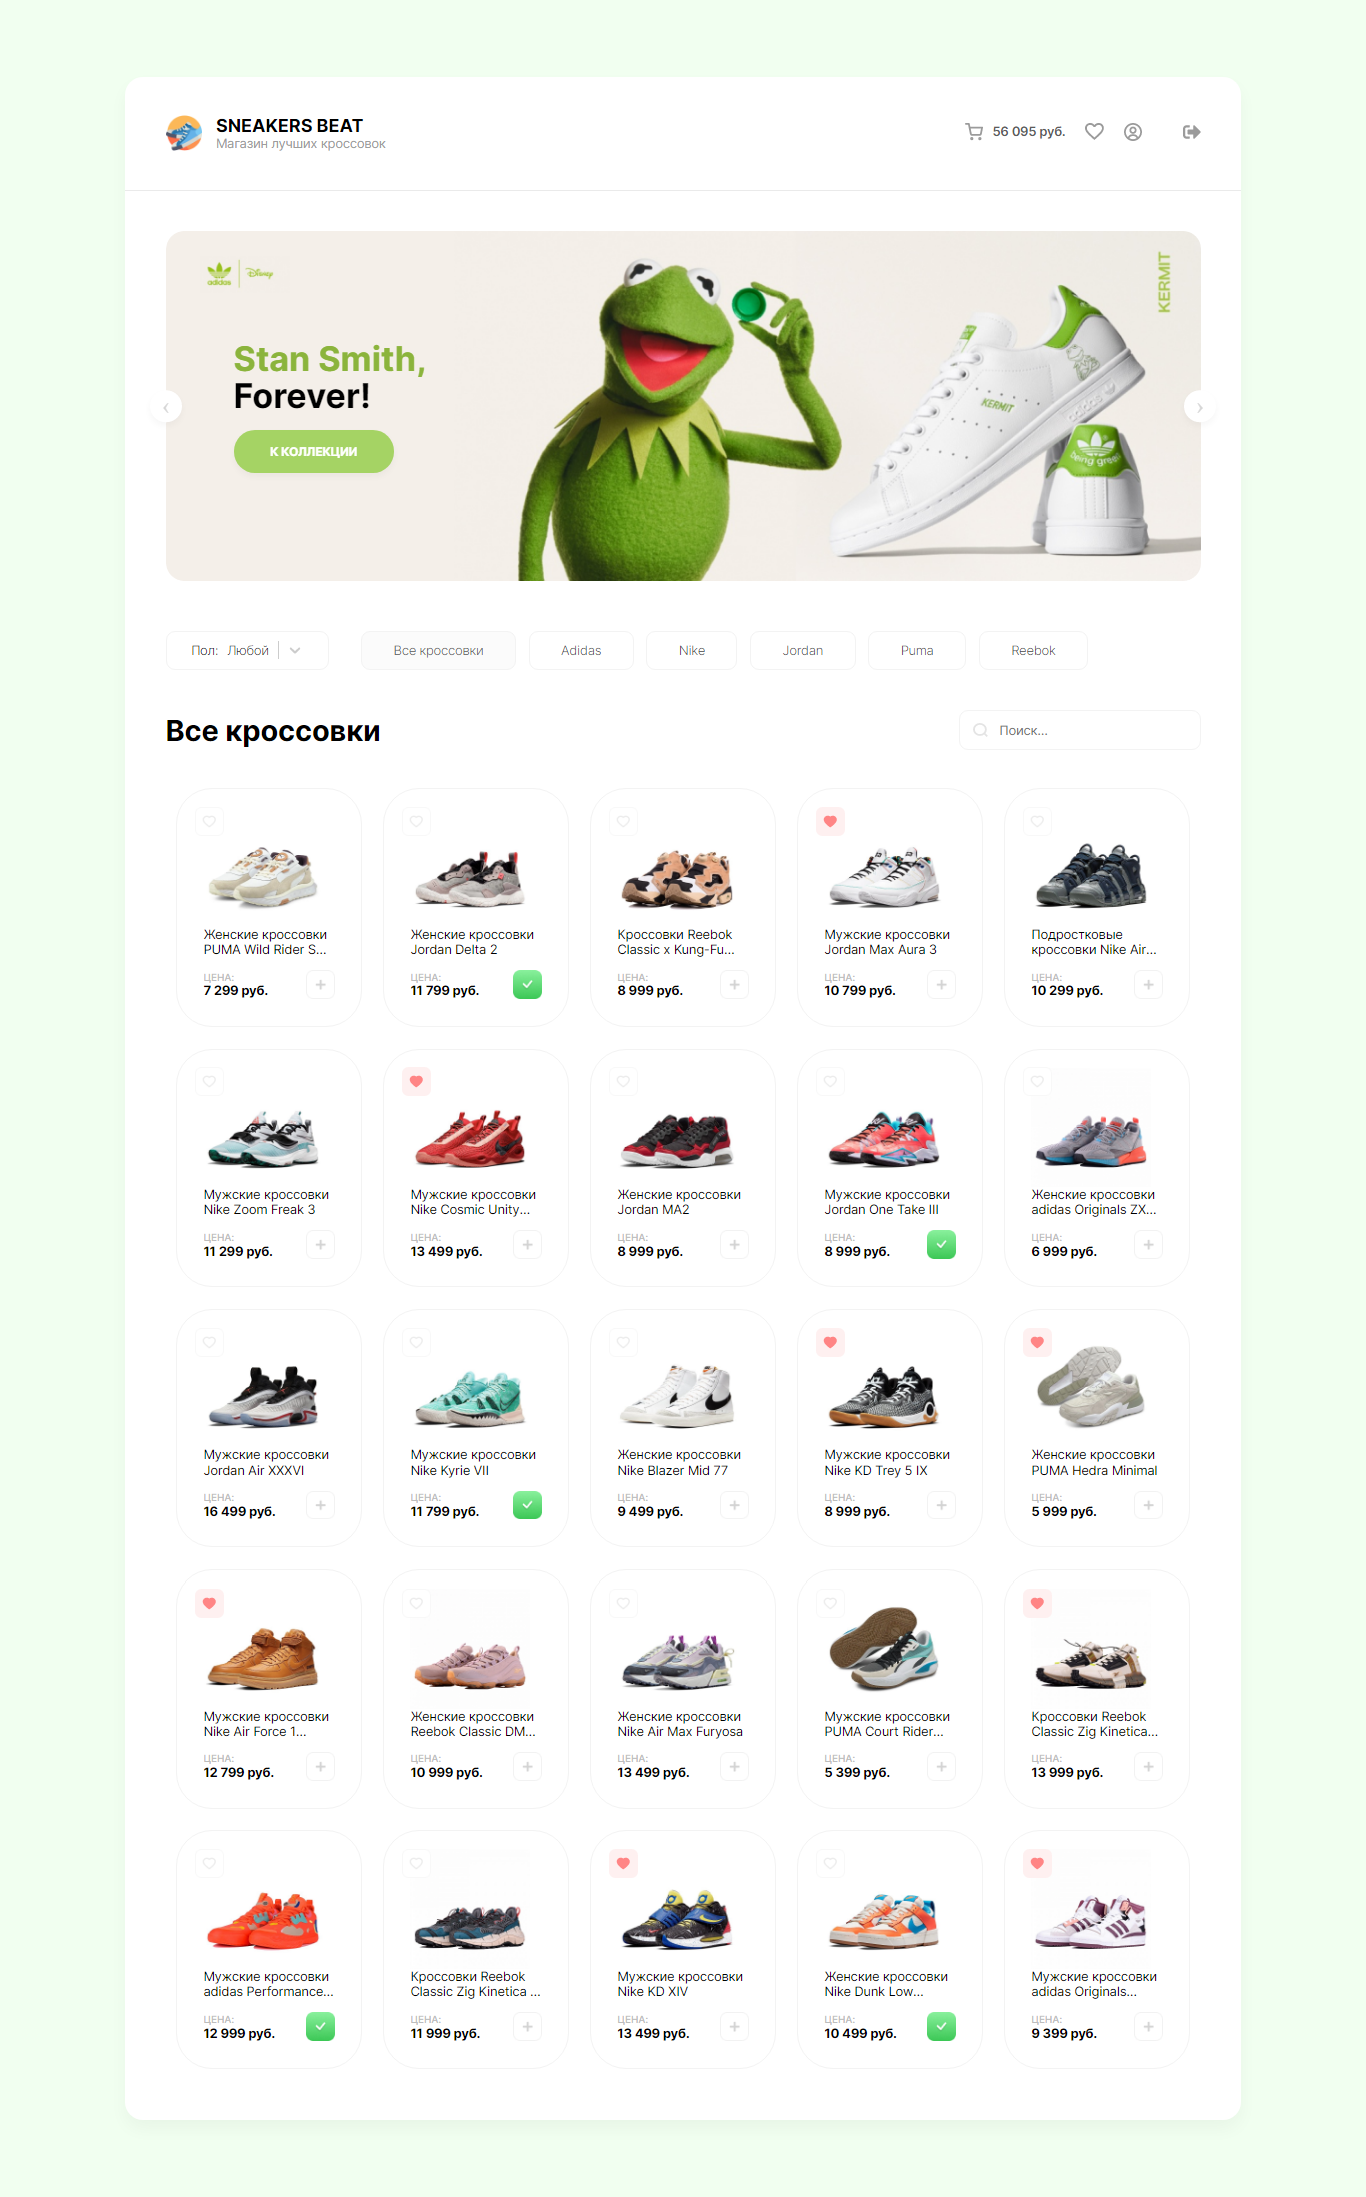 SNEAKERS BEAT
Магазин лучших кроссовок
56 095 руб.
adidas
Disney
KERMIT
Stan Smith,
Forever!
К КОЛЛЕКЦИИ
KERMIT
adidas
being green
Пол: Любой
Все кроссовки
Adidas
Nike
Jordan
Puma
Reebok
Все кроссовки
Поиск...
Женские кроссовки
PUMA Wild Rider S...
ЦЕНА:
7 299 руб.
Женские кроссовки
Jordan Delta 2
ЦЕНА:
11 799 руб.
Кроссовки Reebok
Classic x Kung-Fu...
ЦЕНА:
8 999 руб.
Мужские кроссовки
Jordan Max Aura 3
ЦЕНА:
10 799 руб.
Подростковые
кроссовки Nike Air...
ЦЕНА:
10 299 руб.
Мужские кроссовки
Nike Zoom Freak 3
ЦЕНА:
11 299 руб.
Мужские кроссовки
Nike Cosmic Unity...
ЦЕНА:
13 499 руб.
Женские кроссовки
Jordan MA2
ЦЕНА:
8 999 руб.
Мужские кроссовки
Jordan One Take III
ЦЕНА:
8 999 руб.
Женские кроссовки
adidas Originals ZX...
ЦЕНА:
6 999 руб.
Мужские кроссовки
Jordan Air XXXVI
ЦЕНА:
16 499 руб.
Мужские кроссовки
Nike Kyrie VII
ЦЕНА:
11 799 руб.
Женские кроссовки
Nike Blazer Mid 77
ЦЕНА:
9 499 руб.
Мужские кроссовки
Nike KD Trey 5 IX
ЦЕНА:
8 999 руб.
Женские кроссовки
PUMA Hedra Minimal
ЦЕНА:
5 999 руб.
Мужские кроссовки
Nike Air Force 1...
ЦЕНА:
12 799 руб.
Женские кроссовки
Reebok Classic DM...
ЦЕНА:
10 999 руб.
Женские кроссовки
Nike Air Max Furyosa
ЦЕНА:
13 499 руб.
Мужские кроссовки
PUMA Court Rider...
ЦЕНА:
5 399 руб.
Кроссовки Reebok
Classic Zig Kinetica...
ЦЕНА:
13 999 руб.
Мужские кроссовки
adidas Performance...
ЦЕНА:
12 999 руб.
Кроссовки Reebok
Classic Zig Kinetica ...
ЦЕНА:
11 999 руб.
Мужские кроссовки
Nike KD XIV
ЦЕНА:
13 499 руб.
Женские кроссовки
Nike Dunk Low...
ЦЕНА:
10 499 руб.
Мужские кроссовки
adidas Originals...
ЦЕНА:
9 399 руб.